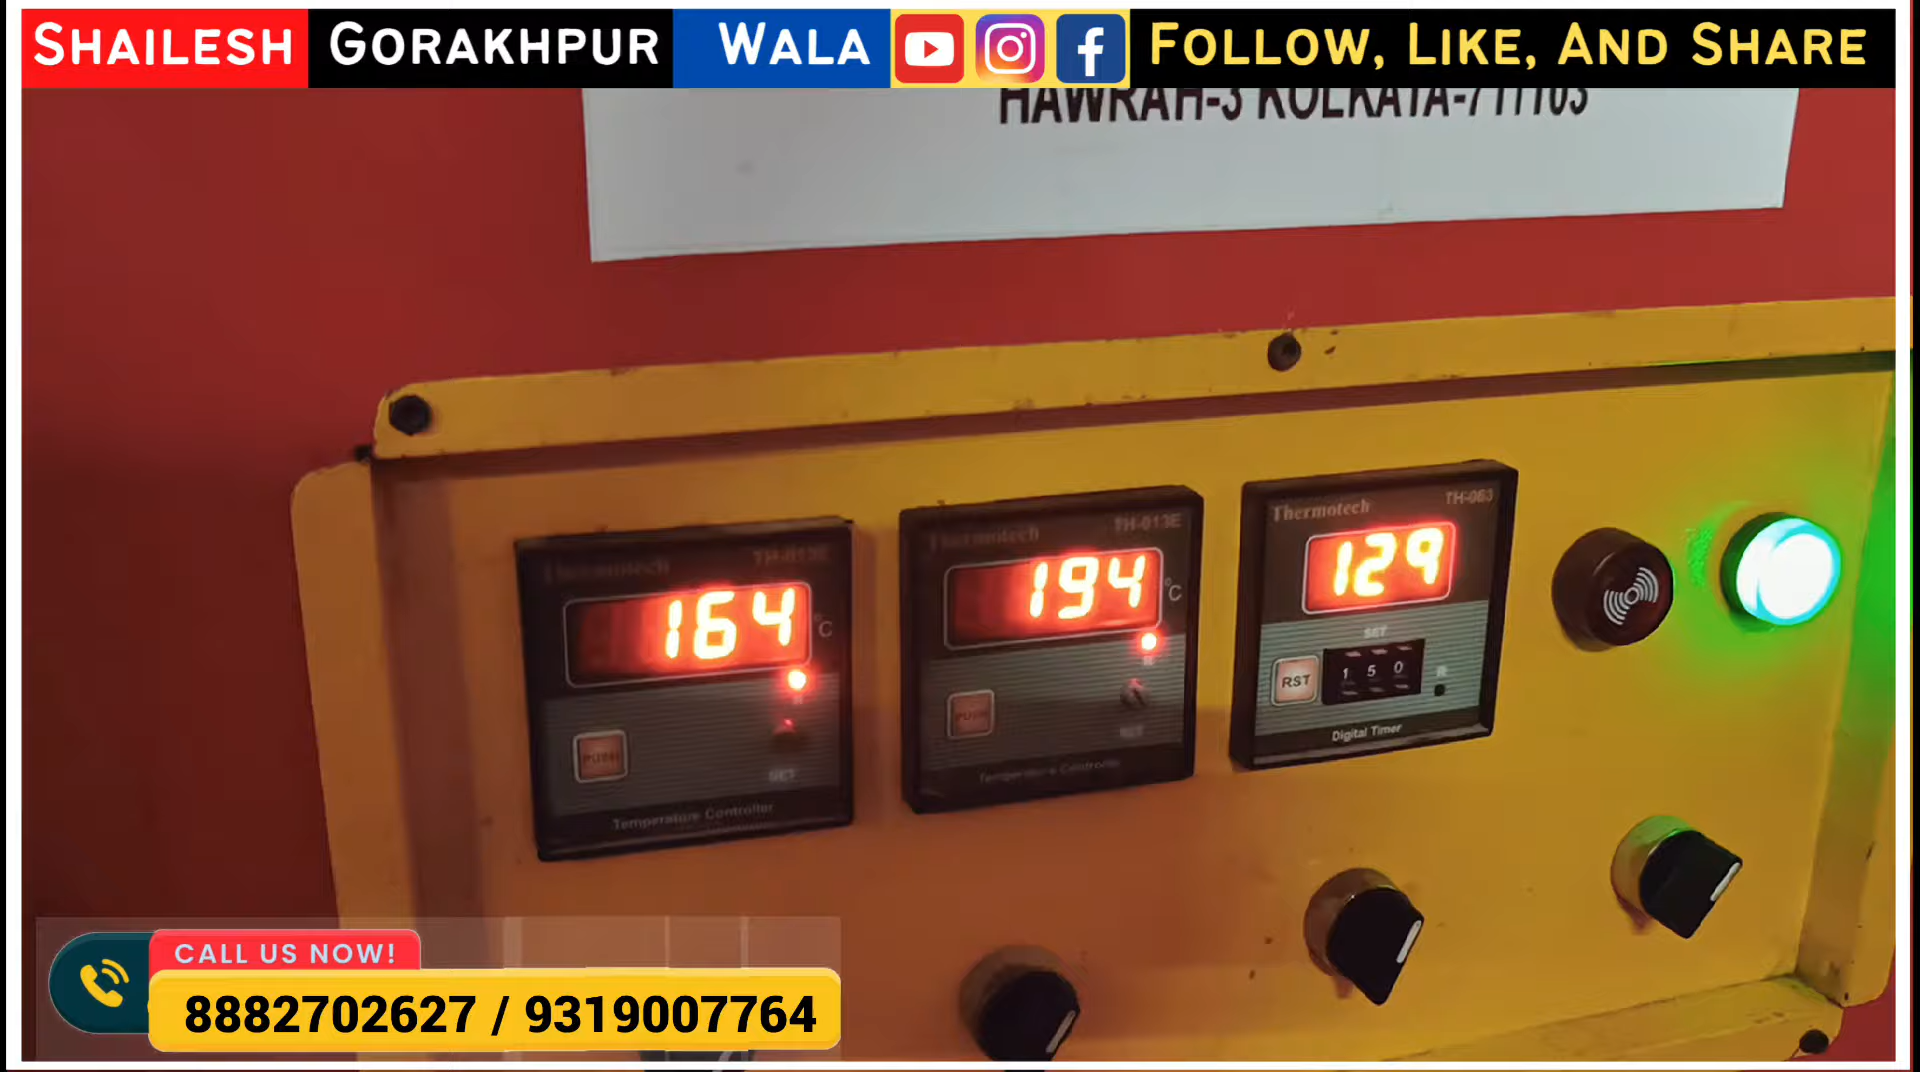 SHAILESH GORAKHPUR WALA FOLLOW, LIKE, AND SHARE
HAWRAH-3 KOLKATA-711103
Thermotech TH-013E
164 °C
PUSH
SET
Temperature Controller
Thermotech TH-013E
194 °C
PUSH
SET
Temperature Controller
Thermotech TH-063
129
SET
RST 1 5 0 R
Digital Timer
CALL US NOW!
8882702627 / 9319007764